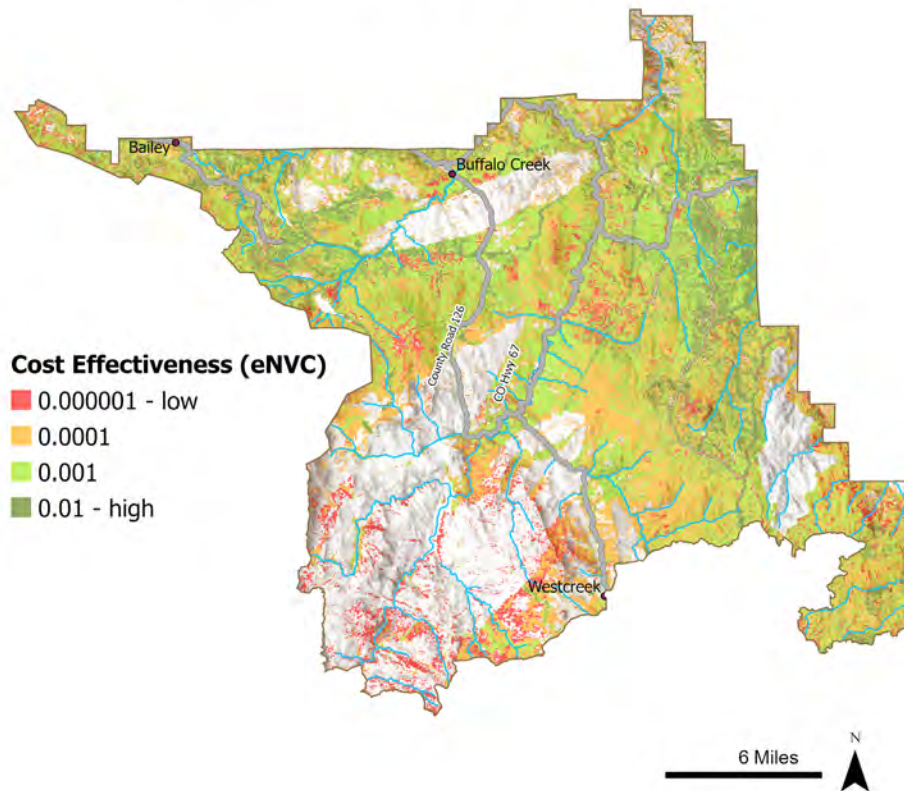 Bailey
Buffalo Creek
County Road 126
CO Hwy 67
Cost Effectiveness (eNVC)
0.000001 - low
0.0001
0.001
0.01 - high
Westcreek
6 Miles
N